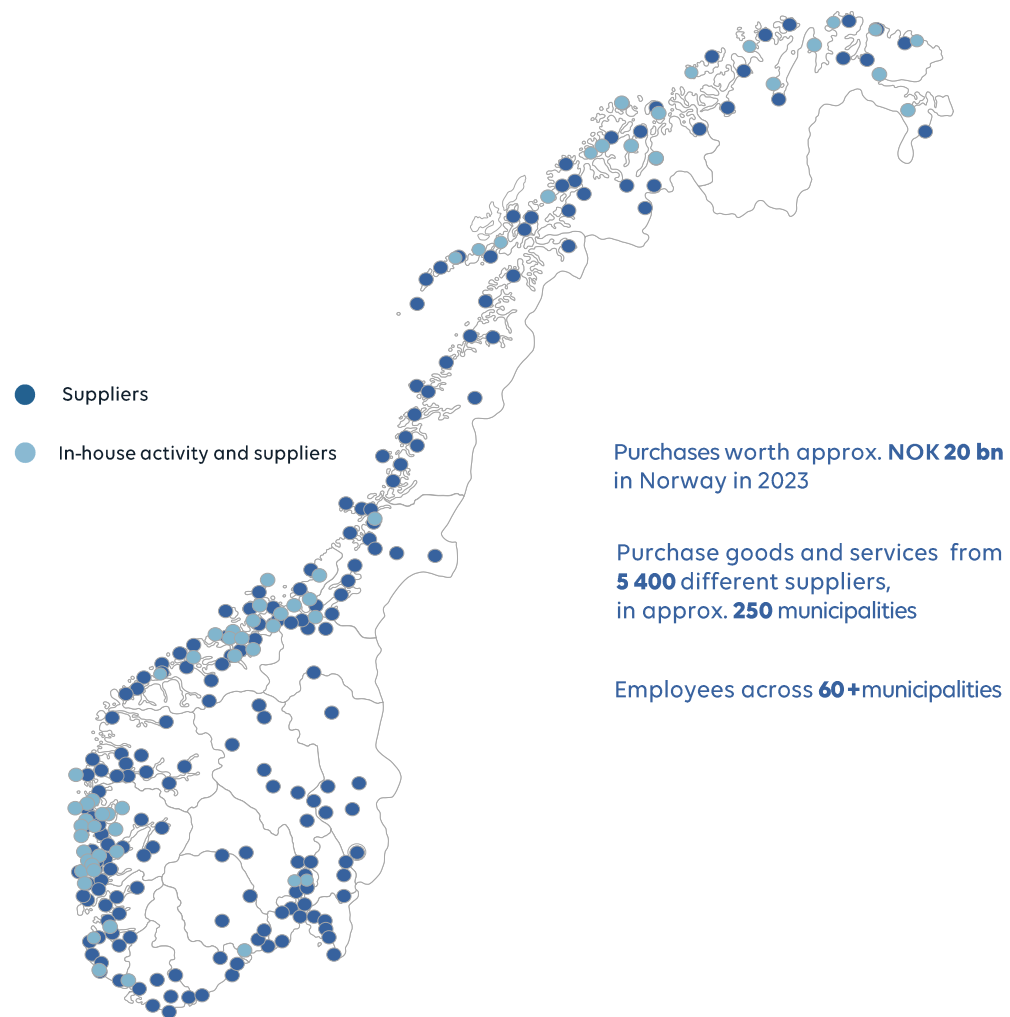 Suppliers
In-house activity and suppliers
Purchases worth approx. NOK 20 bn
in Norway in 2023
Purchase goods and services from
5 400 different suppliers,
in approx. 250 municipalities
Employees across 60+municipalities